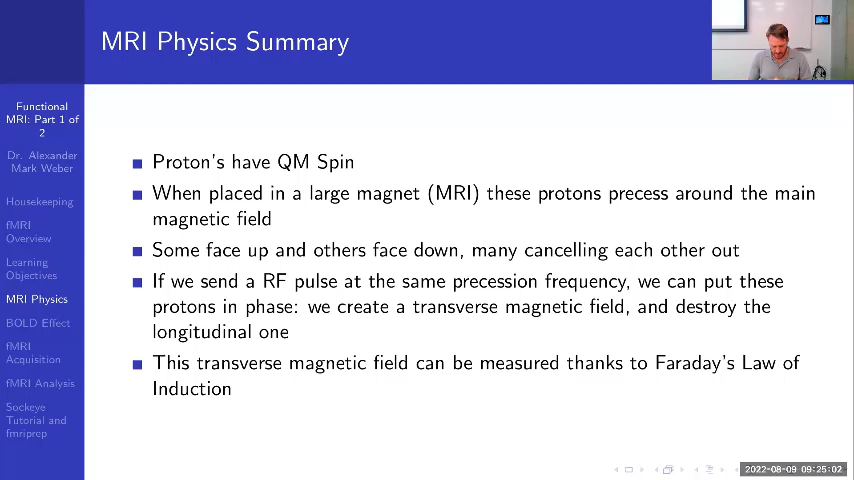 MRI Physics Summary
Functional
MRI: Part 1 of
2
Dr. Alexander
Mark Weber
Housekeeping
fMRI
Overview
Learning
Objectives
MRI Physics
BOLD Effect
fMRI
Acquisition
fMRI Analysis
Sockeye
Tutorial and
fmriprep
Proton's have QM Spin
When placed in a large magnet (MRI) these protons precess around the main
magnetic field
Some face up and others face down, many cancelling each other out
If we send a RF pulse at the same precession frequency, we can put these
protons in phase: we create a transverse magnetic field, and destroy the
longitudinal one
This transverse magnetic field can be measured thanks to Faraday's Law of
Induction
2022-08-09 09:25:02